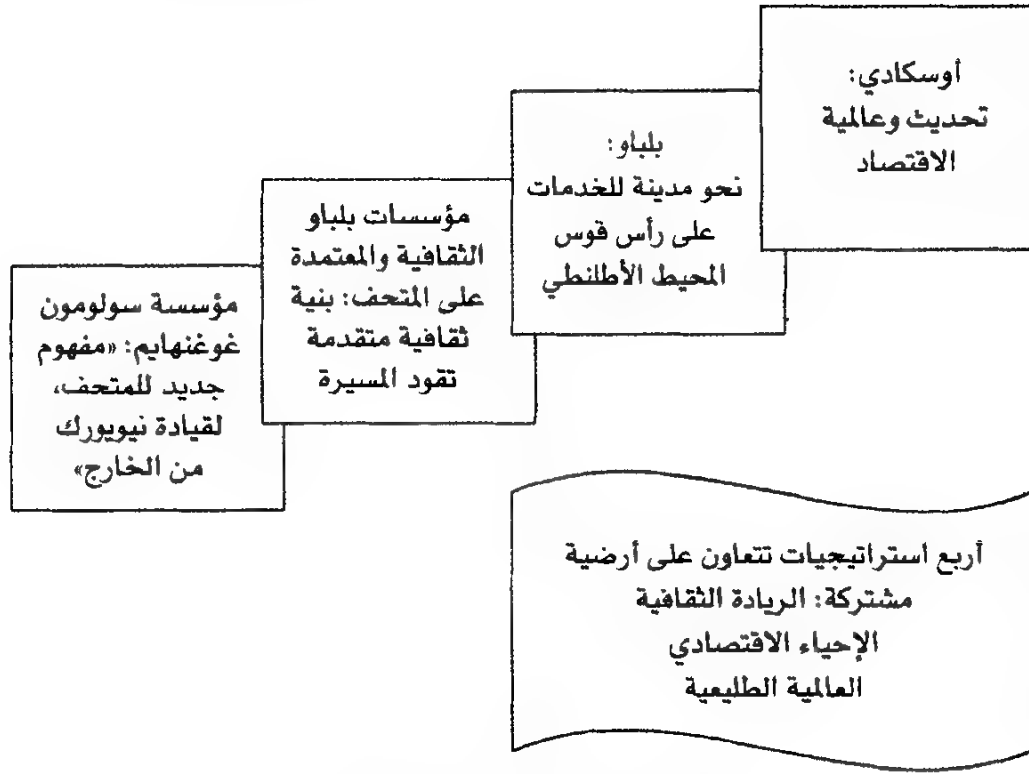 أوسكادي:
تحديث وعالمية
الاقتصاد
بلباو:
نحو مدينة للخدمات
على رأس قوس
المحيط الأطلنطي
مؤسسات بلباو
الثقافية والمعتمدة
على المتحف: بنية
ثقافية متقدمة
تقود المسيرة
مؤسسة سولومون
غوغنهايم: «مفهوم
جديد للمتحف،
لقيادة نيويورك
من الخارج»
أربع استراتيجيات تتعاون على أرضية
مشتركة: الريادة الثقافية
الإحياء الاقتصادي
العالمية الطليعية